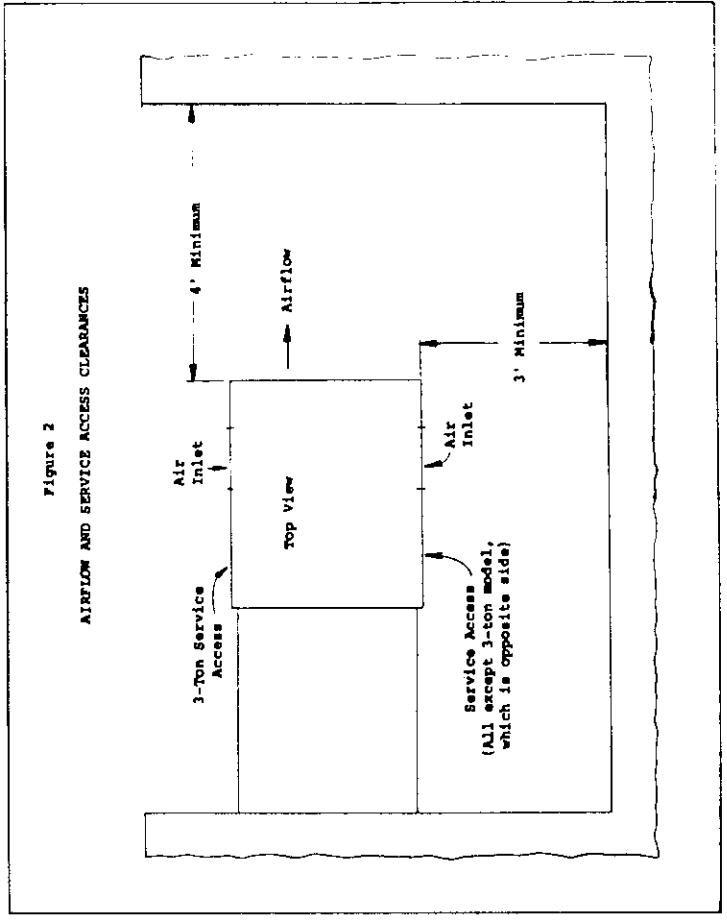 Figure 2
AIRFLOW AND SERVICE ACCESS CLEARANCES
4' Minimum
Air
Inlet
Airflow
3-Ton Service
Access
Top View
3' Minimum
Air
Inlet
Service Access
(All except 3-ton model,
which is opposite side)